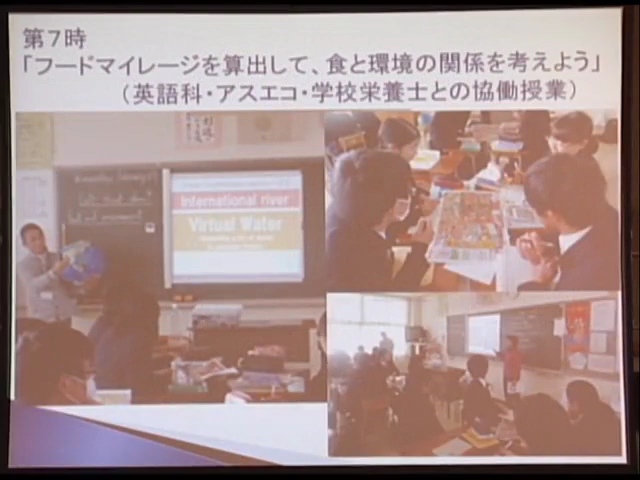 第７時
「フードマイレージを算出して、食と環境の関係を考えよう」
（英語科・アスエコ・学校栄養士との協働授業）
International river
Virtual Water